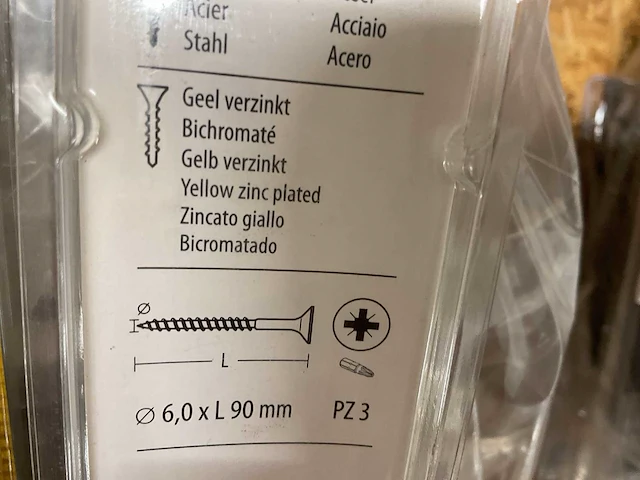 Acier
Acciaio
Stahl
Acero
Geel verzinkt
Bichromaté
Gelb verzinkt
Yellow zinc plated
Zincato giallo
Bicromatado
Ø
L
Ø 6,0 x L 90 mm
PZ 3